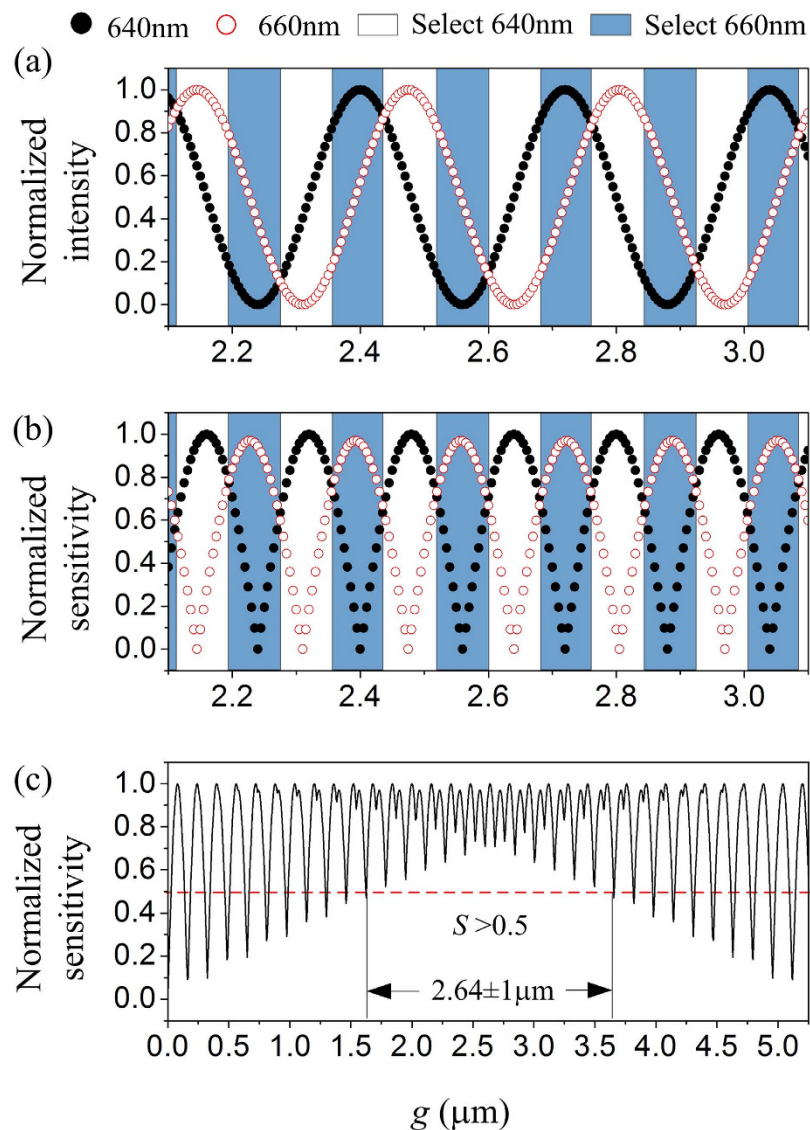 640nm 660nm Select 640nm Select 660nm
(a)
Normalized
intensity
1.0
0.8
0.6
0.4
0.2
0.0
2.2 2.4 2.6 2.8 3.0
(b)
Normalized
sensitivity
1.0
0.8
0.6
0.4
0.2
0.0
2.2 2.4 2.6 2.8 3.0
(c)
Normalized
sensitivity
1.0
0.8
0.6
0.4
0.2
0.0
S >0.5
2.64±1μm
0.0 0.5 1.0 1.5 2.0 2.5 3.0 3.5 4.0 4.5 5.0
g (μm)